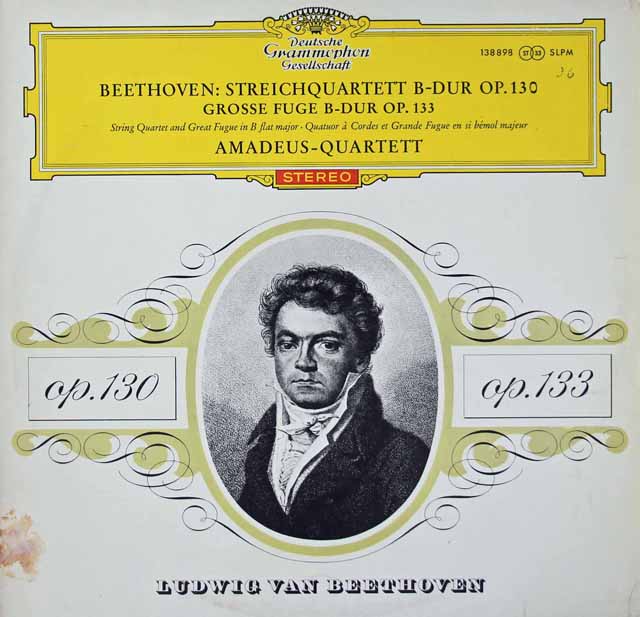 Deutsche
Grammophon
Gesellschaft
138 898 ST 33 SLPM
36
BEETHOVEN: STREICHQUARTETT B-DUR OP. 130
GROSSE FUGE B-DUR OP. 133
String Quartet and Great Fugue in B flat major · Quatuor à Cordes et Grande Fugue en si bémol majeur
AMADEUS-QUARTETT
STEREO
op. 130
op. 133
LUDWIG VAN BEETHOVEN